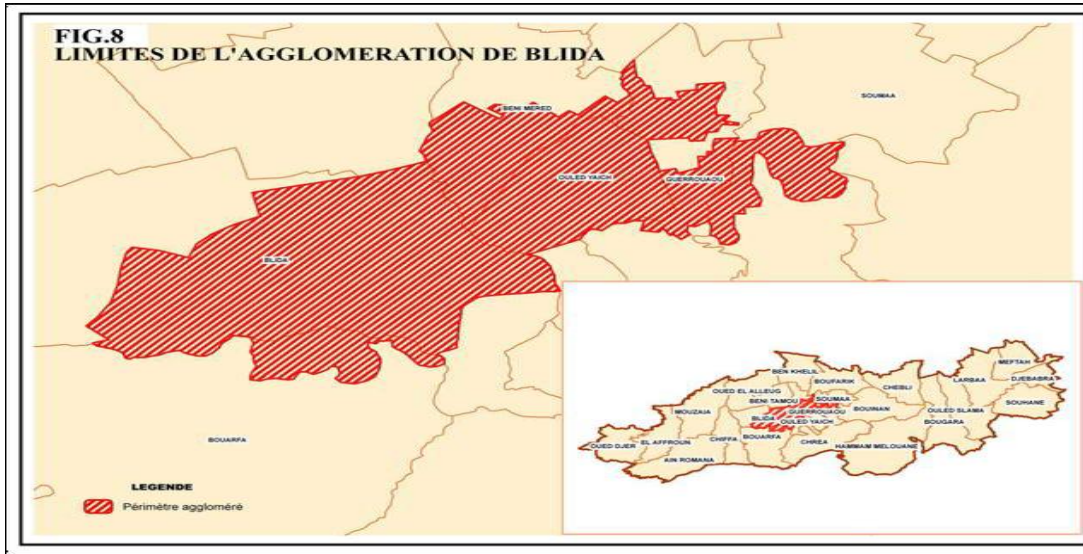 FIG.8
LIMITES DE L'AGGLOMERATION DE BLIDA
SOUMAA
BENI MERED
OULED YAICH
GUERROUAOU
BLIDA
BOUARFA
LEGENDE
Périmètre aggloméré
MEFTAH
BEN KHELIL
BOUFARIK
LARBAA
DJEBABRA
CHEBLI
OUED EL ALLEUG
BENI TAMOU
SOUMAA
SOUHANE
MOUZAIA
GUERROUAOU
BOUINAN
OULED SLAMA
BLIDA
OULED YAICH
BOUGARA
OUED DJER
EL AFFROUN
CHIFFA
BOUARFA
CHREA
HAMMAM MELOUANE
AIN ROMANA